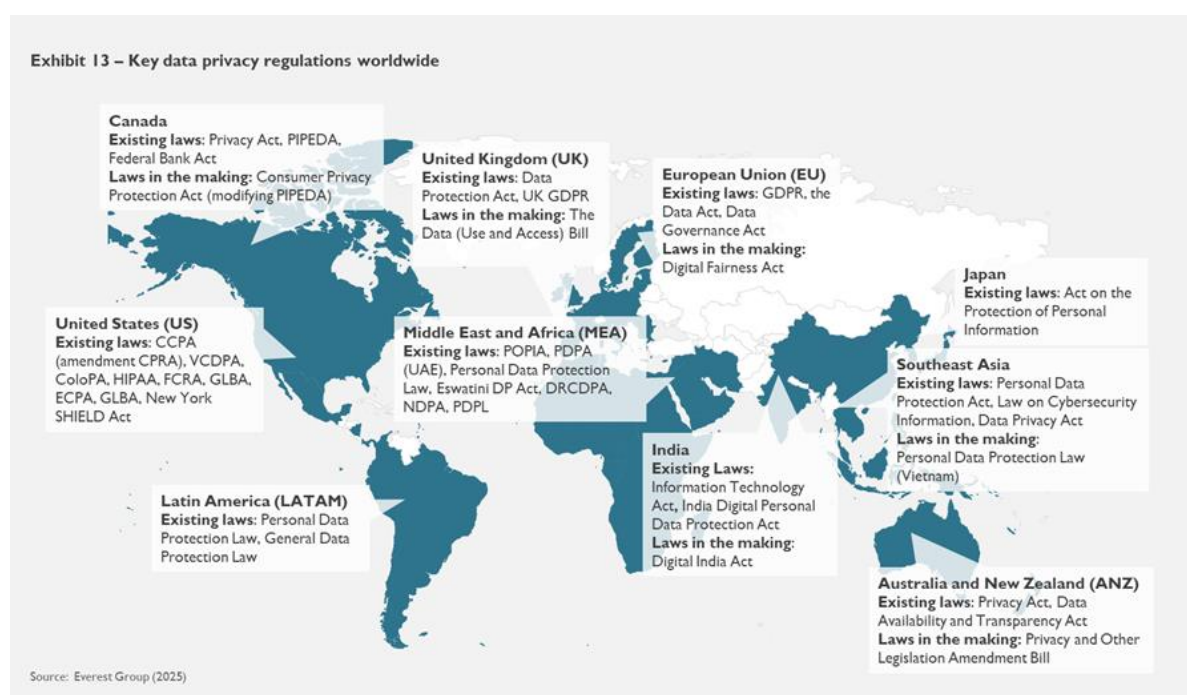 Exhibit 13 – Key data privacy regulations worldwide
Canada
Existing laws: Privacy Act, PIPEDA,
Federal Bank Act
Laws in the making: Consumer Privacy
Protection Act (modifying PIPEDA)
United Kingdom (UK)
Existing laws: Data
Protection Act, UK GDPR
Laws in the making: The
Data (Use and Access) Bill
European Union (EU)
Existing laws: GDPR, the
Data Act, Data
Governance Act
Laws in the making:
Digital Fairness Act
Japan
Existing laws: Act on the
Protection of Personal
Information
United States (US)
Existing laws: CCPA
(amendment CPRA), VCDPA,
ColoPA, HIPAA, FCRA, GLBA,
ECPA, GLBA, New York
SHIELD Act
Middle East and Africa (MEA)
Existing laws: POPIA, PDPA
(UAE), Personal Data Protection
Law, Eswatini DP Act, DRCDPA,
NDPA, PDPL
Southeast Asia
Existing laws: Personal Data
Protection Act, Law on Cybersecurity
Information, Data Privacy Act
Laws in the making:
Personal Data Protection Law
(Vietnam)
India
Existing Laws:
Information Technology
Act, India Digital Personal
Data Protection Act
Laws in the making:
Digital India Act
Latin America (LATAM)
Existing laws: Personal Data
Protection Law, General Data
Protection Law
Australia and New Zealand (ANZ)
Existing laws: Privacy Act, Data
Availability and Transparency Act
Laws in the making: Privacy and Other
Legislation Amendment Bill
Source: Everest Group (2025)